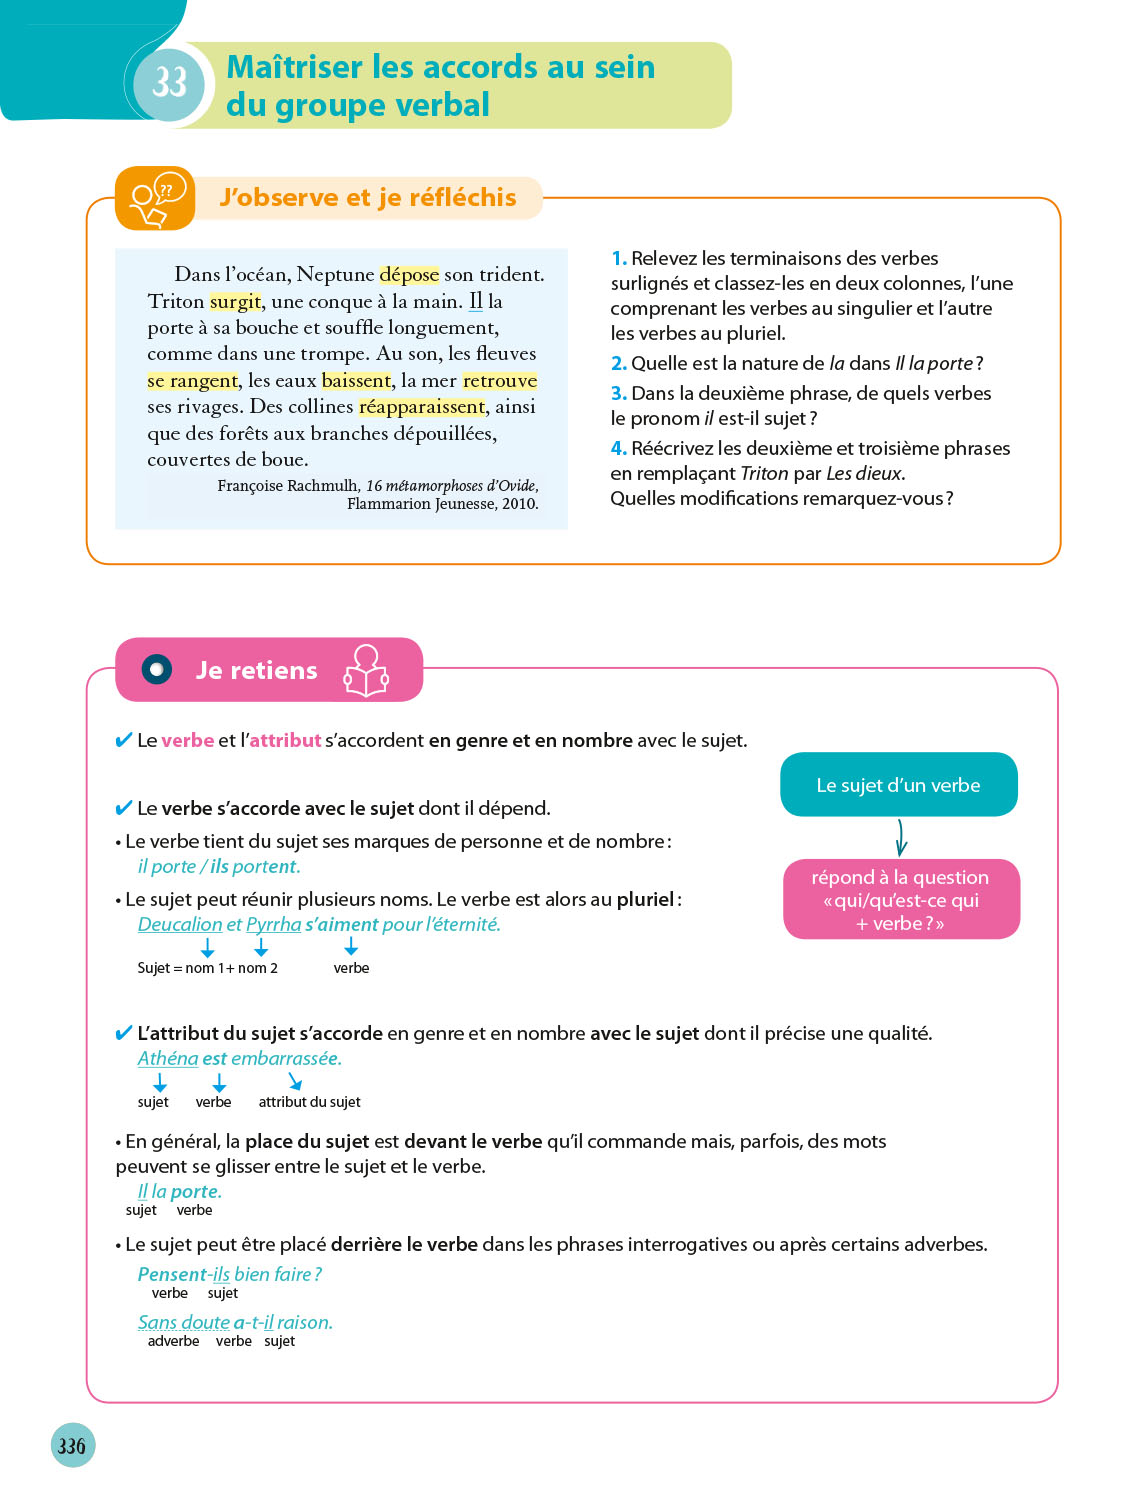 33
Maîtriser les accords au sein
du groupe verbal
??
J'observe et je réfléchis
Dans l'océan, Neptune dépose son trident.
Triton surgit, une conque à la main. Il la
porte à sa bouche et souffle longuement,
comme dans une trompe. Au son, les fleuves
se rangent, les eaux baissent, la mer retrouve
ses rivages. Des collines réapparaissent, ainsi
que des forêts aux branches dépouillées,
couvertes de boue.
Françoise Rachmulh, 16 métamorphoses d'Ovide,
Flammarion Jeunesse, 2010.
1. Relevez les terminaisons des verbes
surlignés et classez-les en deux colonnes, l'une
comprenant les verbes au singulier et l'autre
les verbes au pluriel.
2. Quelle est la nature de la dans Il la porte ?
3. Dans la deuxième phrase, de quels verbes
le pronom il est-il sujet ?
4. Réécrivez les deuxième et troisième phrases
en remplaçant Triton par Les dieux.
Quelles modifications remarquez-vous ?
Je retiens
✔ Le verbe et l'attribut s'accordent en genre et en nombre avec le sujet.
✔ Le verbe s'accorde avec le sujet dont il dépend.
• Le verbe tient du sujet ses marques de personne et de nombre :
il porte / ils portent.
• Le sujet peut réunir plusieurs noms. Le verbe est alors au pluriel :
Deucalion et Pyrrha s'aiment pour l'éternité.
Sujet = nom 1 + nom 2 verbe
Le sujet d'un verbe
répond à la question
« qui/qu'est-ce qui
+ verbe ? »
✔ L'attribut du sujet s'accorde en genre et en nombre avec le sujet dont il précise une qualité.
Athéna est embarrassée.
sujet verbe attribut du sujet
• En général, la place du sujet est devant le verbe qu'il commande mais, parfois, des mots
peuvent se glisser entre le sujet et le verbe.
Il la porte.
sujet verbe
• Le sujet peut être placé derrière le verbe dans les phrases interrogatives ou après certains adverbes.
Pensent-ils bien faire ?
verbe sujet
Sans doute a-t-il raison.
adverbe verbe sujet
336